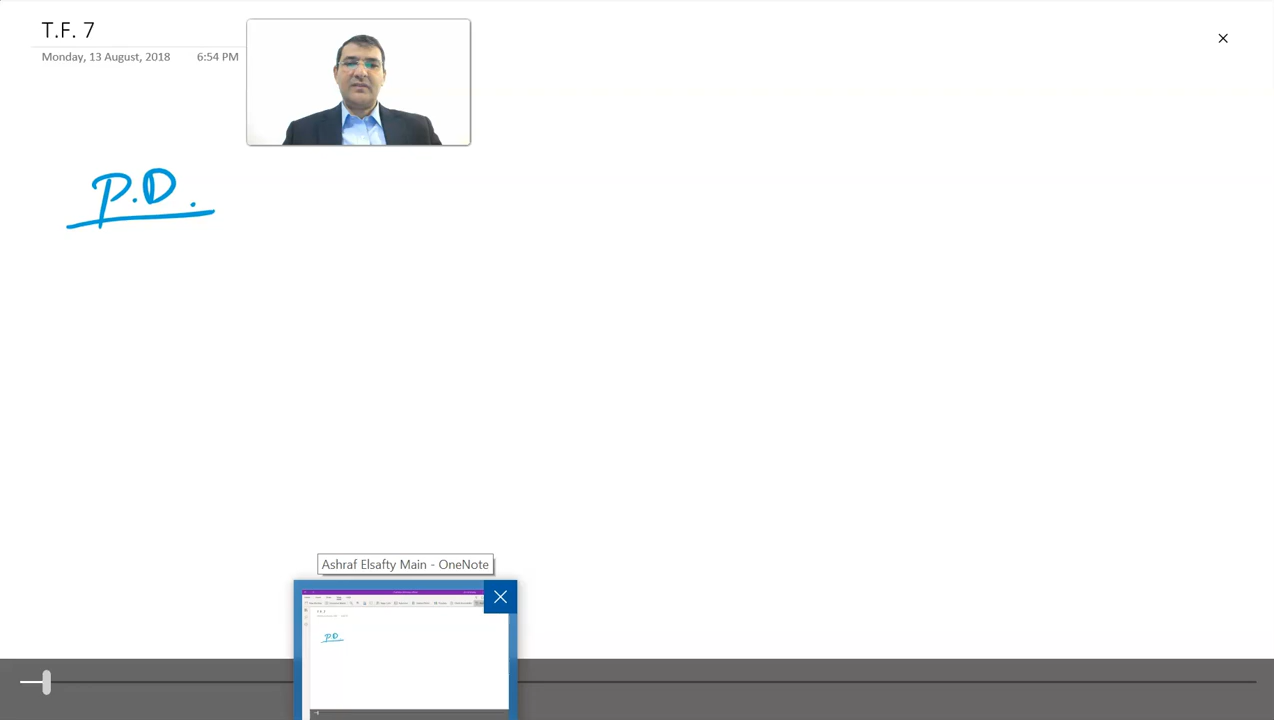 T.F. 7
Monday, 13 August, 2018 6:54 PM
P.D.
Ashraf Elsafty Main - OneNote
P.D